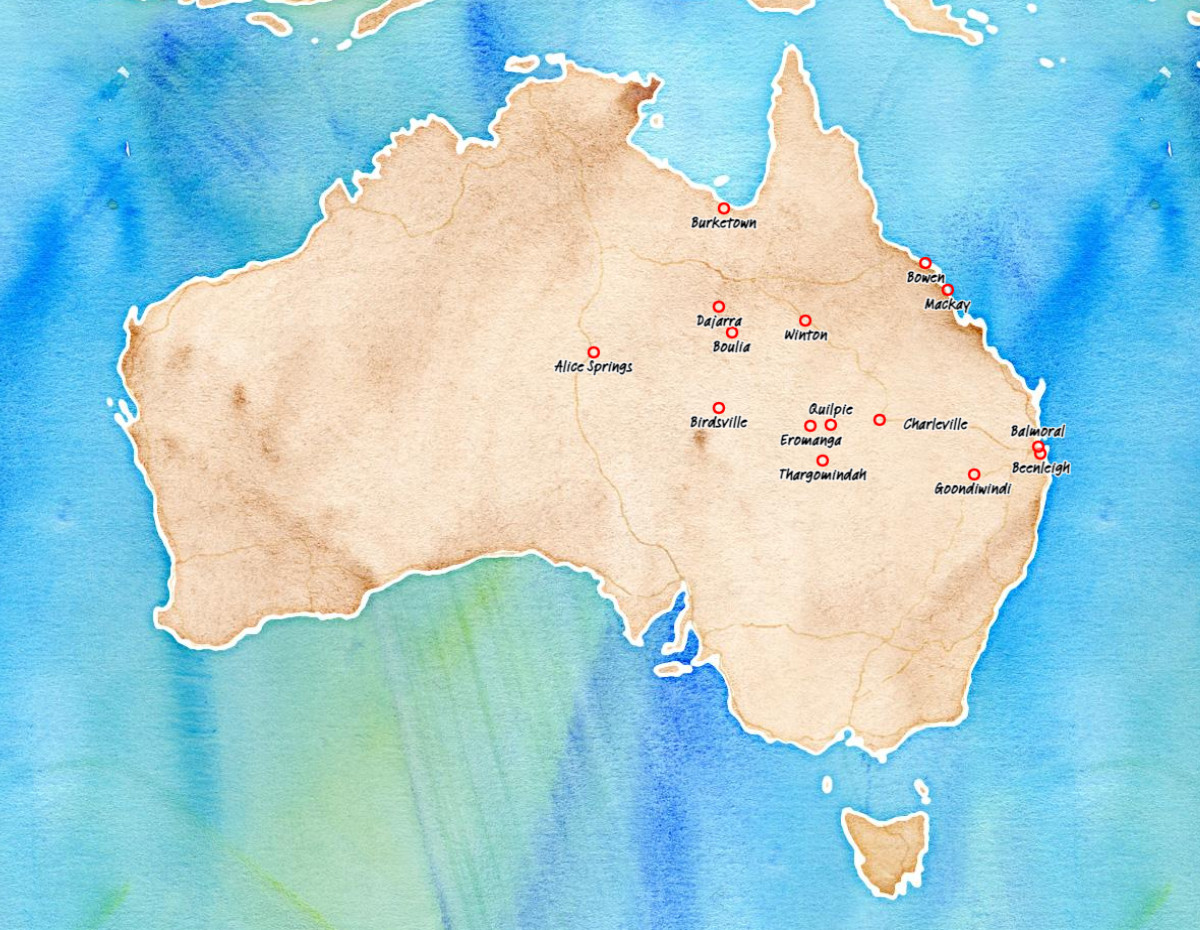 Burketown
Bowen
Mackay
Dajarra
Winton
Boulia
Alice Springs
Quilpie
Birdsville
Charleville
Balmoral
Eromanga
Beenleigh
Thargomindah
Goondiwindi